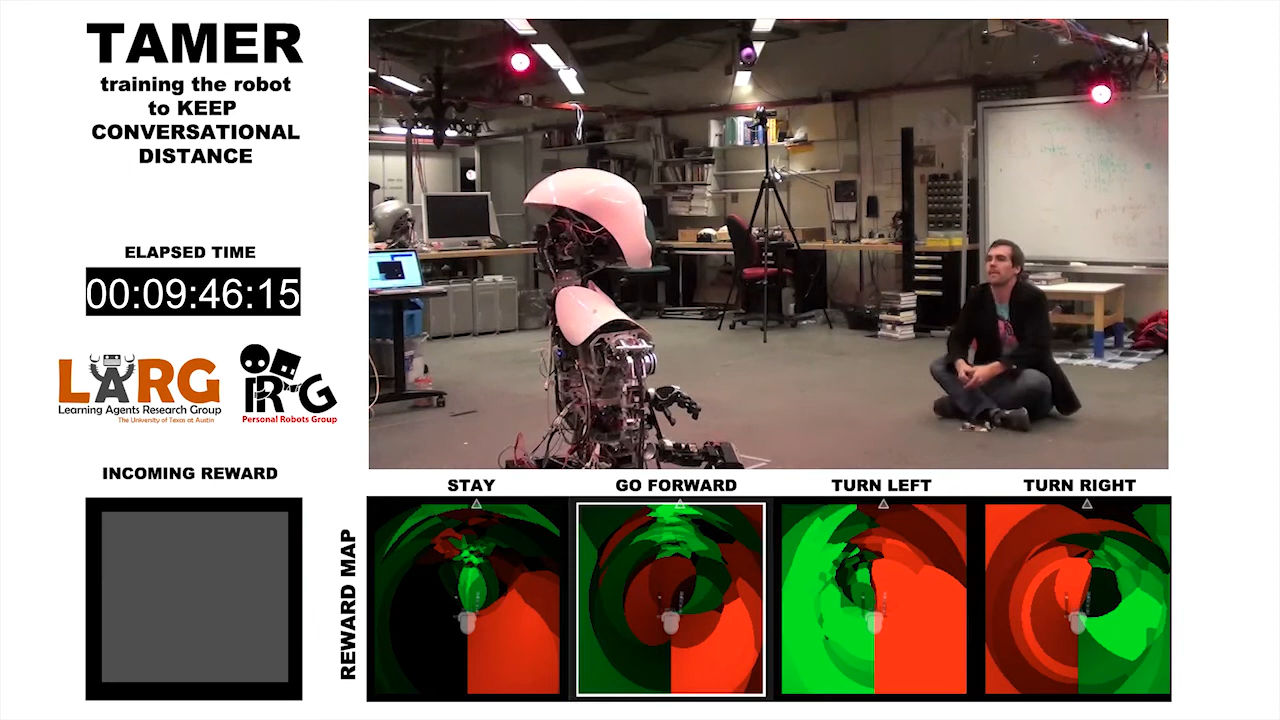 TAMER
training the robot
to KEEP
CONVERSATIONAL
DISTANCE
ELAPSED TIME
00:09:46:15
LARG
Learning Agents Research Group
The University of Texas at Austin
PRG
Personal Robots Group
INCOMING REWARD
REWARD MAP
STAY
GO FORWARD
TURN LEFT
TURN RIGHT